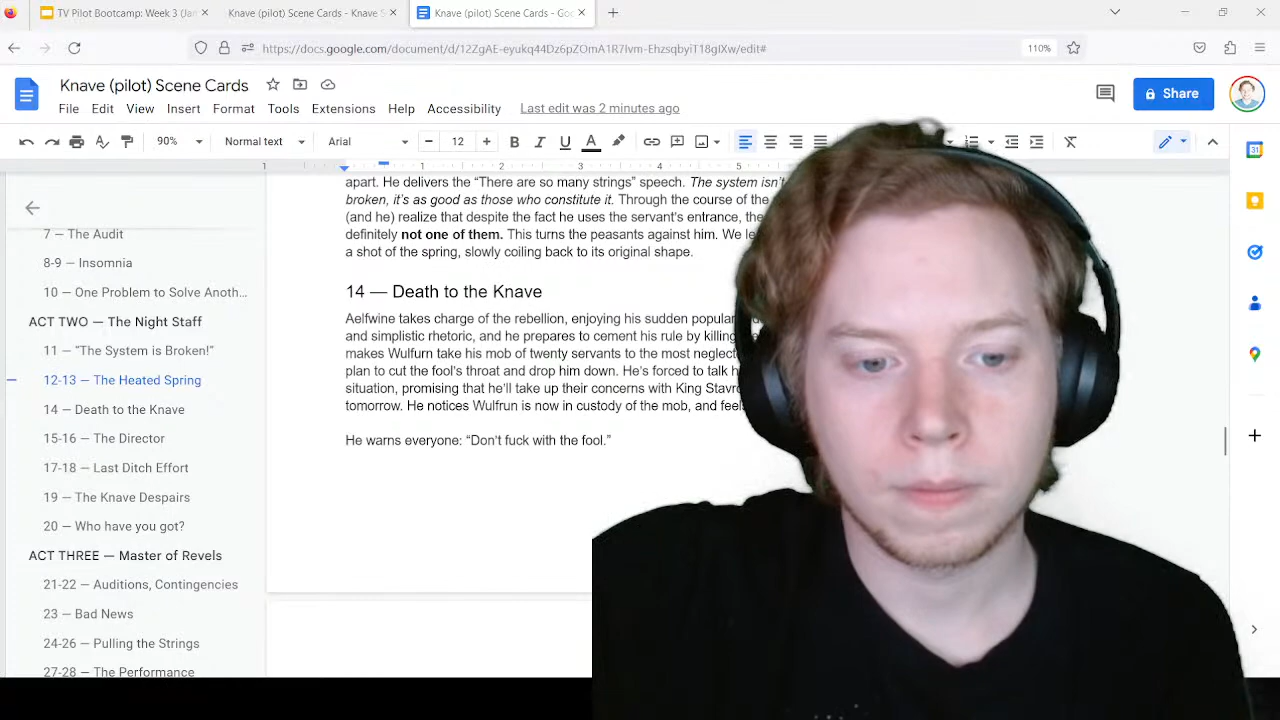 TV Pilot Bootcamp: Week 3 (Jan
Knave (pilot) Scene Cards - Knave S
Knave (pilot) Scene Cards - Goo
https://docs.google.com/document/d/12ZgAE-eyukq44Dz6pZOmA1R7Ivm-EhzsqbyiT18gIXw/edit#
110%
Knave (pilot) Scene Cards
Share
File Edit View Insert Format Tools Extensions Help Accessibility Last edit was 2 minutes ago
90% Normal text Arial 12
1 1 2 3 4 5
7 — The Audit
8-9 — Insomnia
10 — One Problem to Solve Anoth...
ACT TWO — The Night Staff
11 — “The System is Broken!”
12-13 — The Heated Spring
14 — Death to the Knave
15-16 — The Director
17-18 — Last Ditch Effort
19 — The Knave Despairs
20 — Who have you got?
ACT THREE — Master of Revels
21-22 — Auditions, Contingencies
23 — Bad News
24-26 — Pulling the Strings
27-28 — The Performance
apart. He delivers the “There are so many strings” speech. The system isn't
broken, it's as good as those who constitute it. Through the course of the
(and he) realize that despite the fact he uses the servant's entrance, the
definitely not one of them. This turns the peasants against him. We le
a shot of the spring, slowly coiling back to its original shape.
14 — Death to the Knave
Aelfwine takes charge of the rebellion, enjoying his sudden popular
and simplistic rhetoric, and he prepares to cement his rule by killing
makes Wulfurn take his mob of twenty servants to the most neglect
plan to cut the fool's throat and drop him down. He's forced to talk h
situation, promising that he'll take up their concerns with King Stavr
tomorrow. He notices Wulfrun is now in custody of the mob, and feel
He warns everyone: “Don't fuck with the fool.”